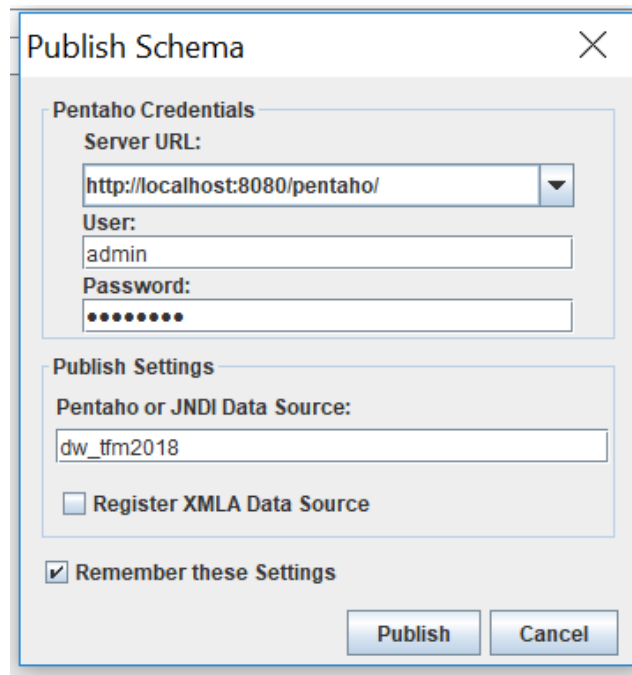 Publish Schema
Pentaho Credentials
Server URL:
http://localhost:8080/pentaho/
User:
admin
Password:
●●●●●●●●
Publish Settings
Pentaho or JNDI Data Source:
dw_tfm2018
Register XMLA Data Source
Remember these Settings
Publish Cancel